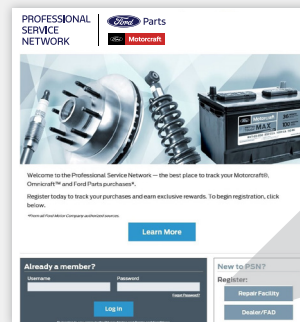 PROFESSIONAL
SERVICE
NETWORK
Ford Parts
Ford Motorcraft
Motorcraft
MAX
Welcome to the Professional Service Network — the best place to track your Motorcraft®,
Omnicraft™ and Ford Parts purchases*.
Register today to track your purchases and earn exclusive rewards. To begin registration, click
below.
*From all Ford Motor Company authorized sources.
Learn More
Already a member?
Username
Password
Forgot Password?
Log In
New to PSN?
Register:
Repair Facility
Dealer/FAD